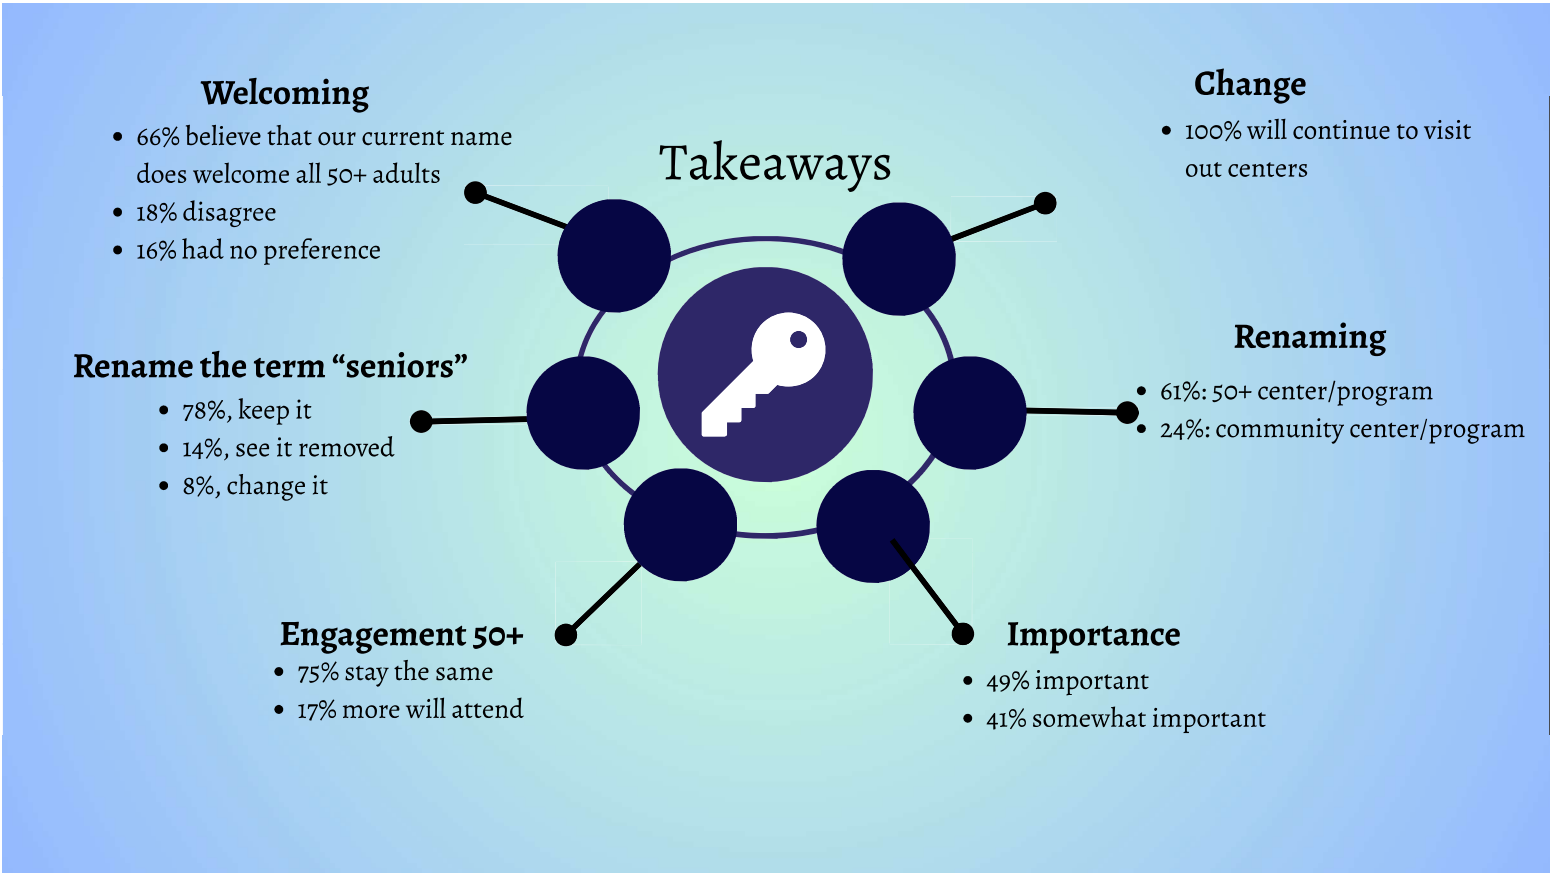 Takeaways
Welcoming
• 66% believe that our current name
does welcome all 50+ adults
• 18% disagree
• 16% had no preference
Rename the term “seniors”
• 78%, keep it
• 14%, see it removed
• 8%, change it
Engagement 50+
• 75% stay the same
• 17% more will attend
Change
• 100% will continue to visit
out centers
Renaming
• 61%: 50+ center/program
• 24%: community center/program
Importance
• 49% important
• 41% somewhat important